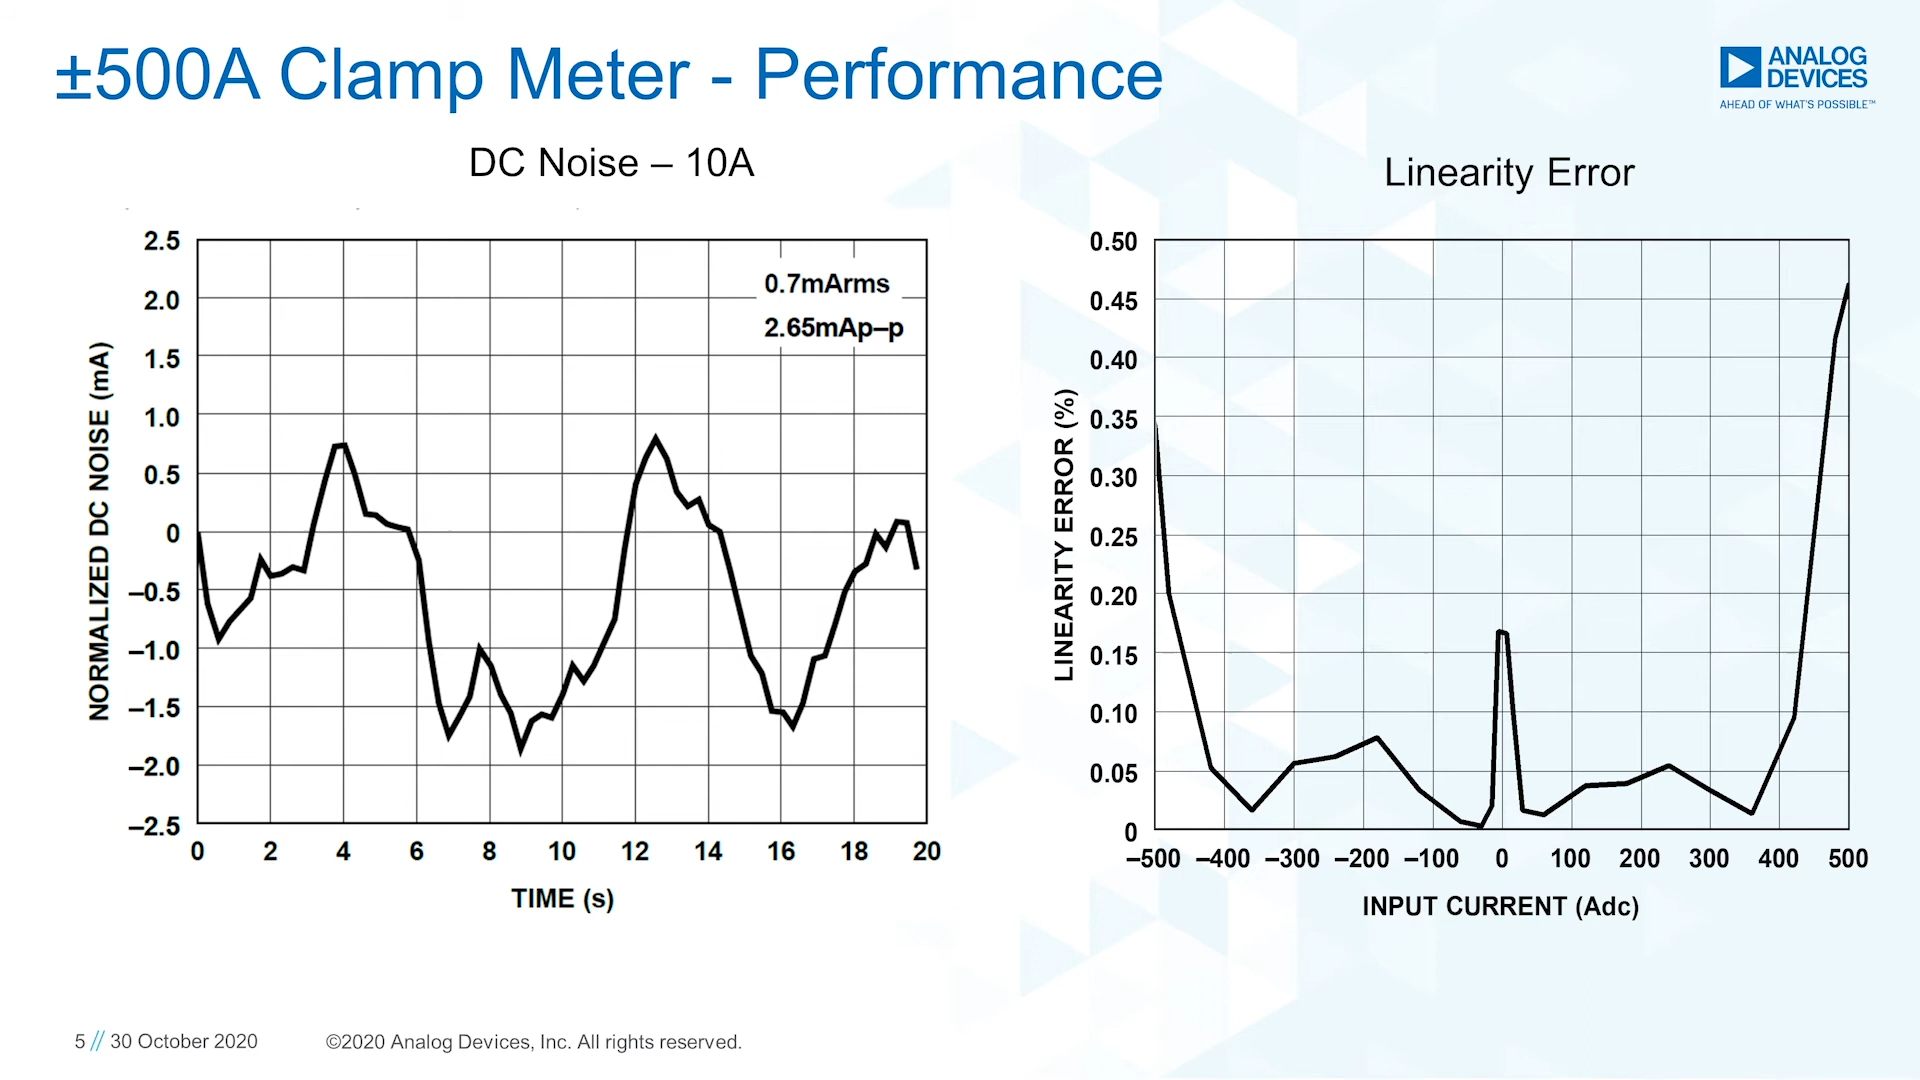 ±500A Clamp Meter - Performance
ANALOG
DEVICES
AHEAD OF WHAT'S POSSIBLE™
DC Noise – 10A
2.5
2.0
1.5
1.0
0.5
0
–0.5
–1.0
–1.5
–2.0
–2.5
NORMALIZED DC NOISE (mA)
0.7mArms
2.65mAp–p
0 2 4 6 8 10 12 14 16 18 20
TIME (s)
Linearity Error
0.50
0.45
0.40
0.35
0.30
0.25
0.20
0.15
0.10
0.05
0
LINEARITY ERROR (%)
–500 –400 –300 –200 –100 0 100 200 300 400 500
INPUT CURRENT (Adc)
5 // 30 October 2020 ©2020 Analog Devices, Inc. All rights reserved.